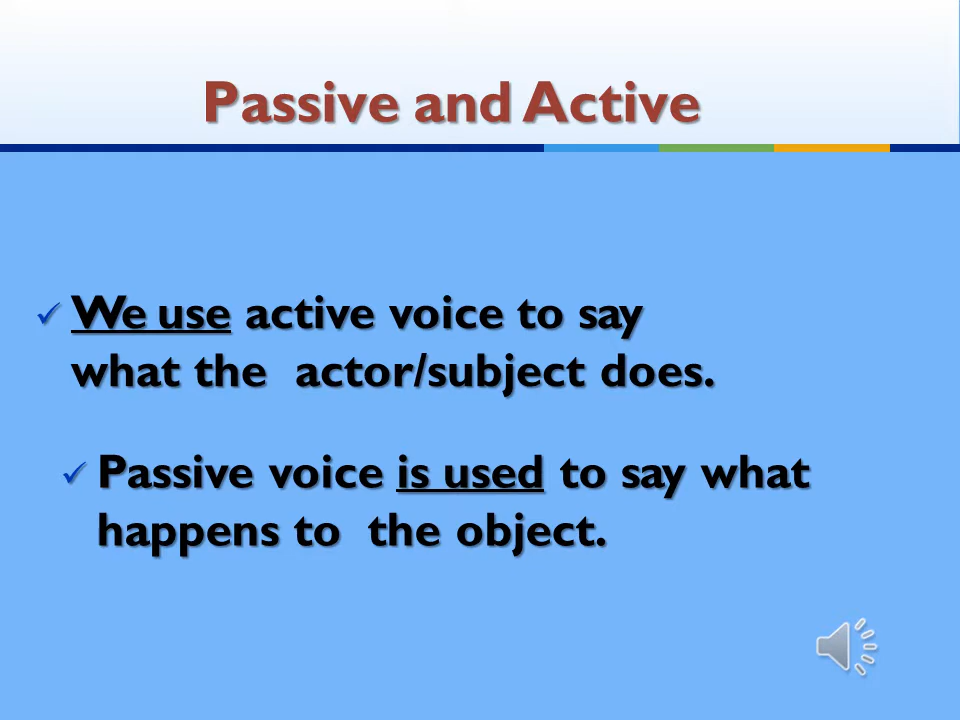 Passive and Active
✓ We use active voice to say
what the actor/subject does.
✓ Passive voice is used to say what
happens to the object.